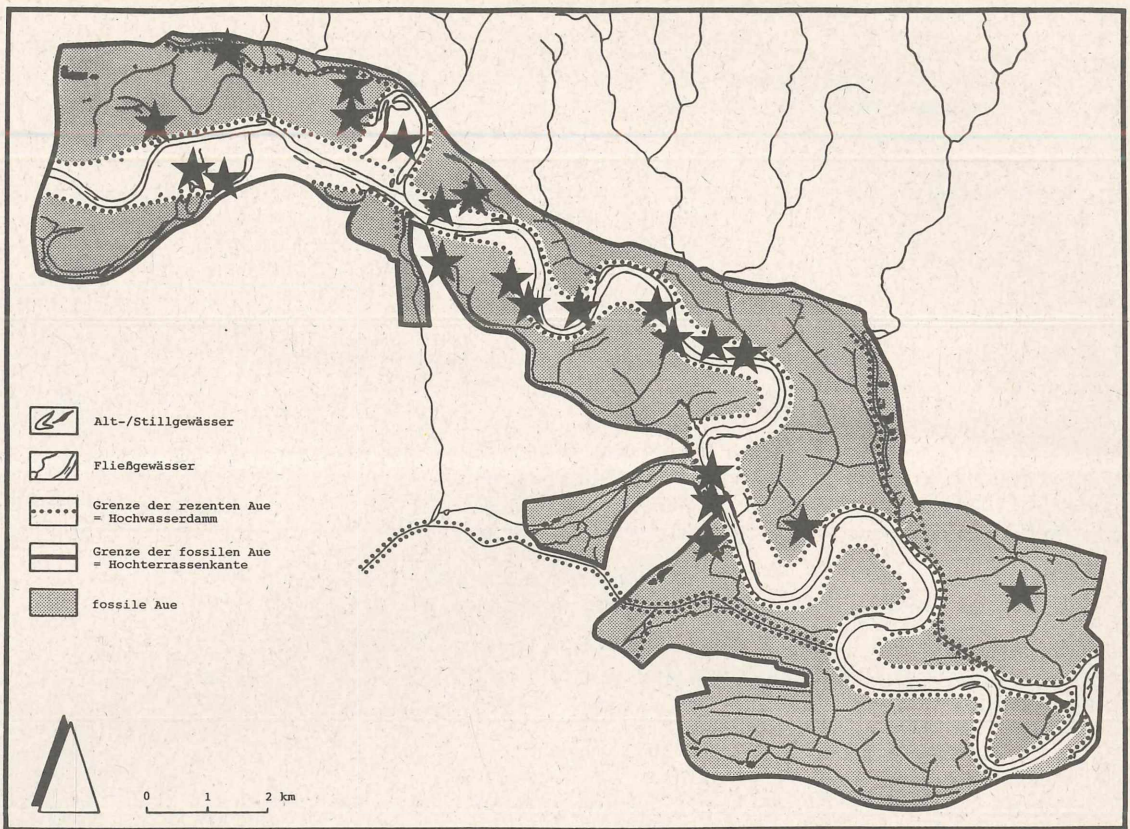 Alt-/Stillgewässer
Fließgewässer
Grenze der rezenten Aue
= Hochwasserdamm
Grenze der fossilen Aue
= Hochterrassenkante
fossile Aue
0 1 2 km